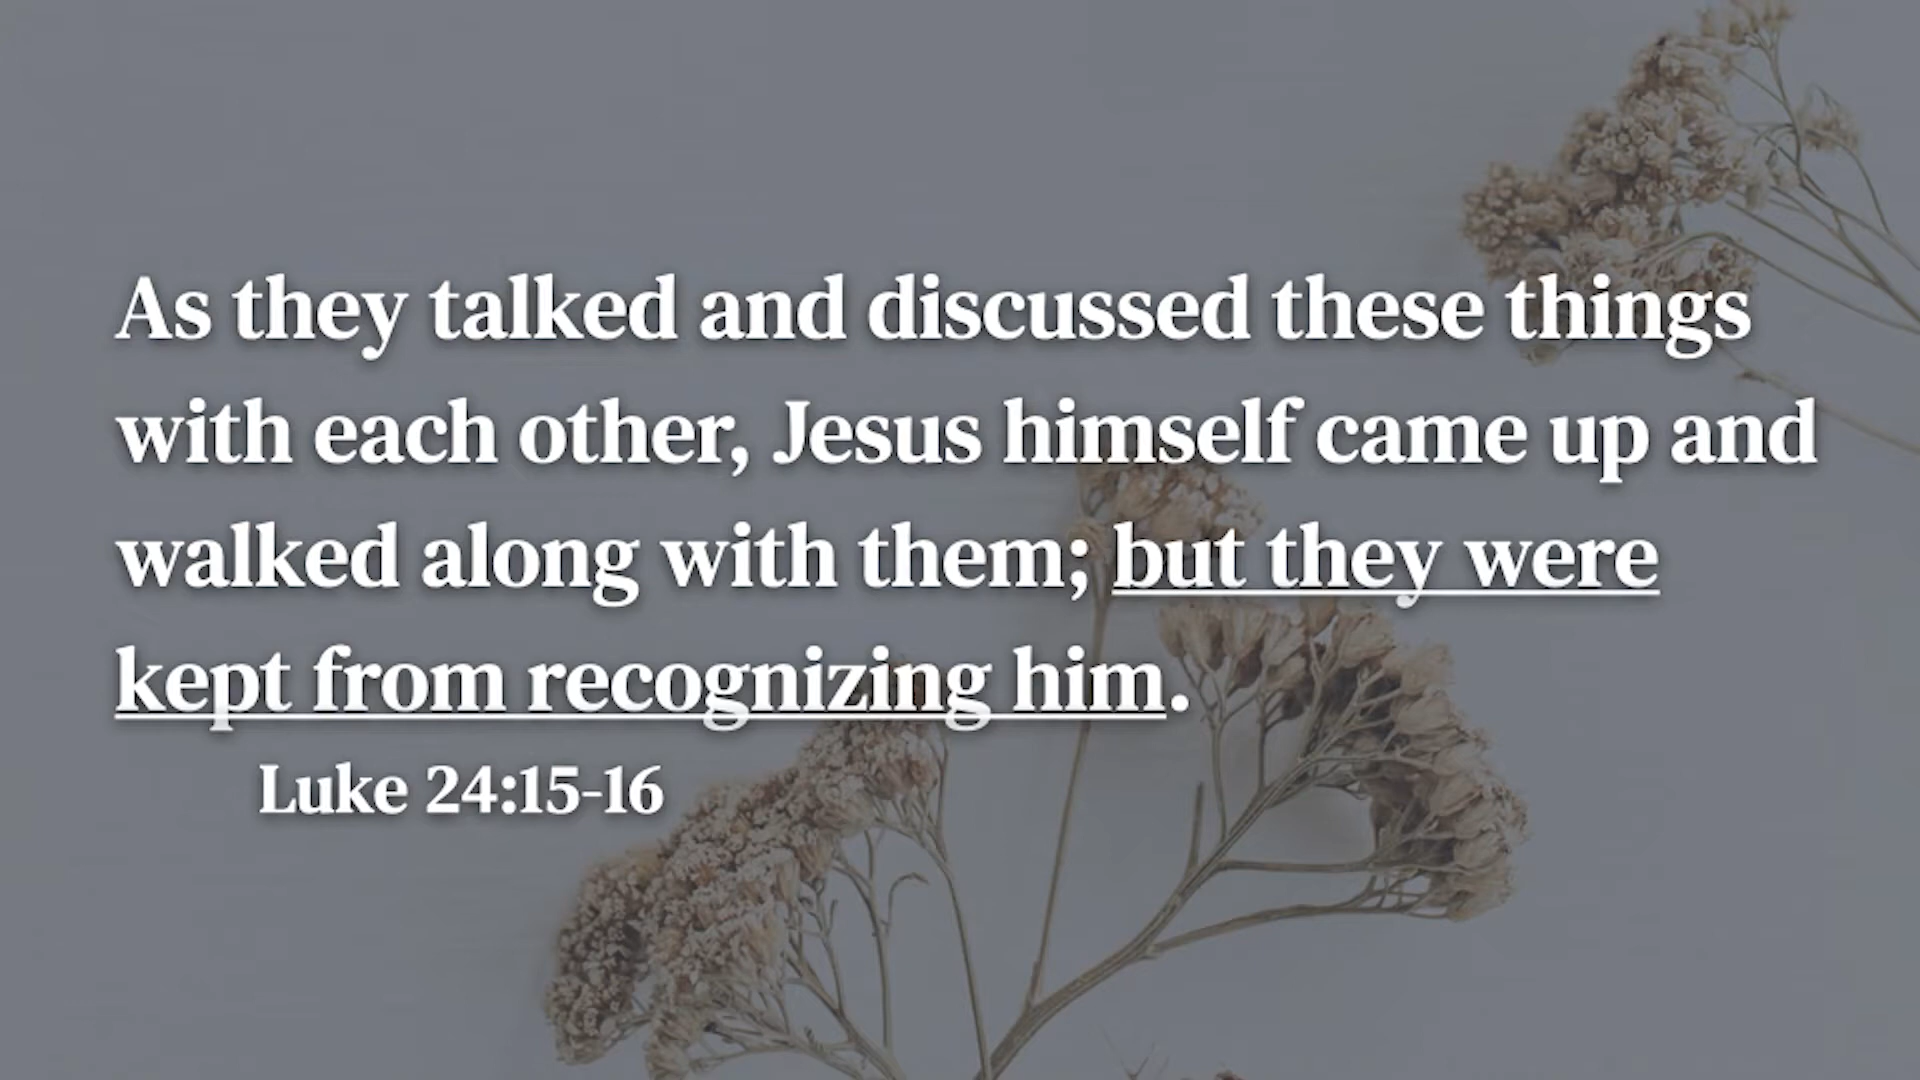 As they talked and discussed these things
with each other, Jesus himself came up and
walked along with them; but they were
kept from recognizing him.
Luke 24:15-16